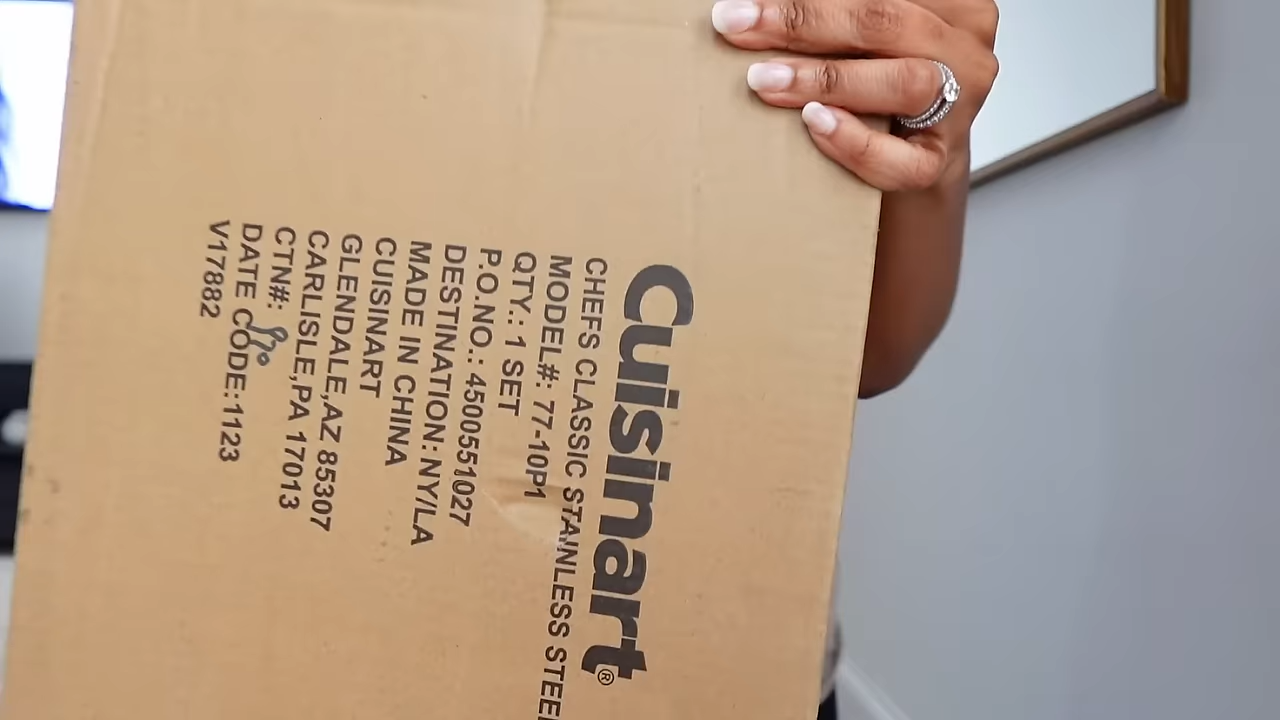 Cuisinart®
CHEFS CLASSIC STAINLESS STEEL
MODEL#: 77-10P1
QTY.: 1 SET
P.O.NO.: 4500551027
DESTINATION: NY/LA
MADE IN CHINA
CUISINART
GLENDALE,AZ 85307
CARLISLE,PA 17013
CTN#:
DATE CODE:1123
V17882